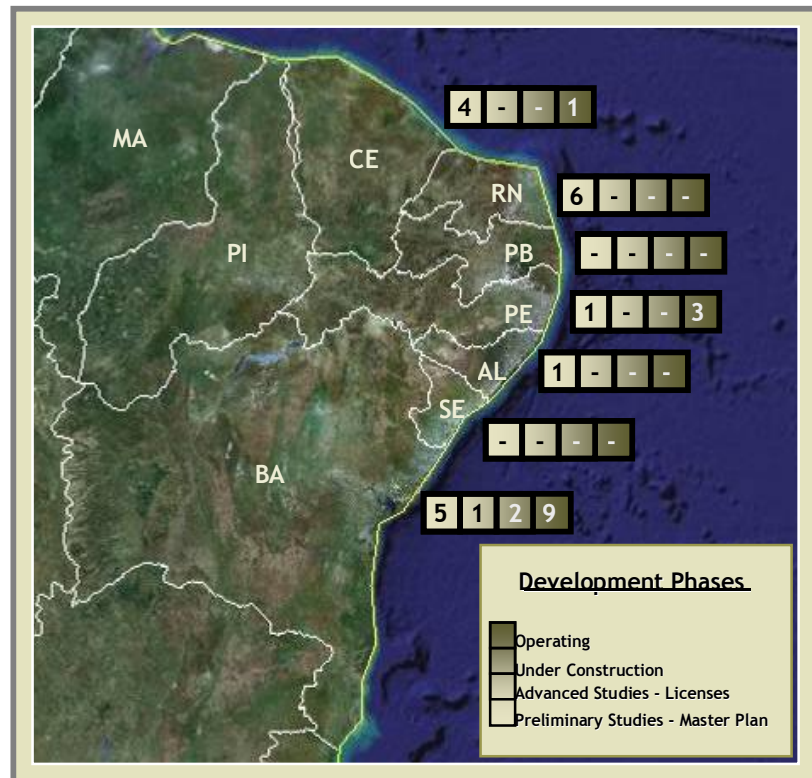 4 - - 1
MA
CE
RN
6 - - -
PI
PB
- - - -
PE
1 - - 3
AL
1 - - -
SE
- - - -
BA
5 1 2 9
Development Phases
Operating
Under Construction
Advanced Studies - Licenses
Preliminary Studies - Master Plan